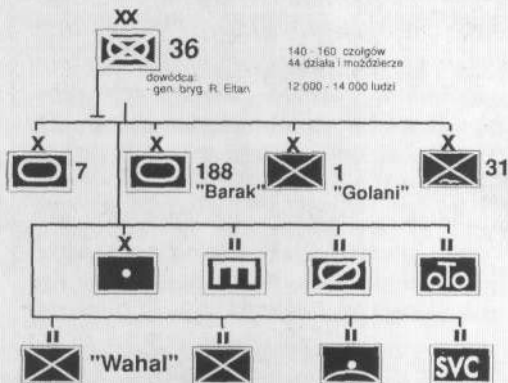 XX
36
140 - 160 czołgów
44 działa i moździerze
dowódca:
- gen. bryg. R. Eitan
12 000 - 14 000 ludzi
X X X X
7 188 1 31
"Barak" "Golani"
X II II II
II II II II
"Wahal" SVC